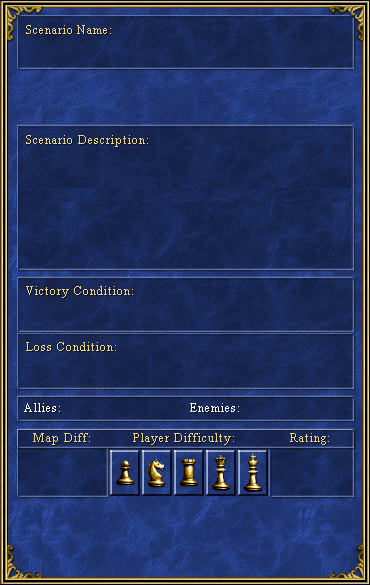 Scenario Name:
Scenario Description:
Victory Condition:
Loss Condition:
Allies: Enemies:
Map Diff: Player Difficulty: Rating: